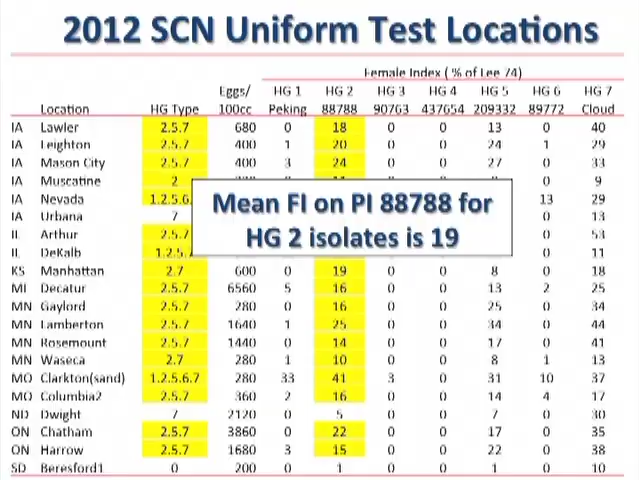 2012 SCN Uniform Test Locations
Female Index ( % of Lee 74)
Eggs/ HG 1 HG 2 HG 3 HG 4 HG 5 HG 6 HG 7
Location HG Type 100cc Peking 88788 90763 437654 209332 89772 Cloud
IA Lawler 2.5.7 680 0 18 0 0 13 0 40
IA Leighton 2.5.7 400 1 20 0 0 24 1 29
IA Mason City 2.5.7 400 3 24 0 0 27 0 33
IA Muscatine 2 0 0 0 9
IA Nevada 1.2.5.6. 13 29
IA Urbana 7 0 13
IL Arthur 2.5.7 0 53
IL DeKalb 1.2.5. 0 11
Mean FI on PI 88788 for
HG 2 isolates is 19
KS Manhattan 2.7 600 0 19 0 0 8 0 18
MI Decatur 2.5.7 6560 5 16 0 0 13 2 25
MN Gaylord 2.5.7 280 0 16 0 0 25 0 34
MN Lamberton 2.5.7 1640 1 25 0 0 34 0 44
MN Rosemount 2.5.7 1440 0 14 0 0 17 0 41
MN Waseca 2.7 280 1 10 0 0 8 1 13
MO Clarkton(sand) 1.2.5.6.7 280 33 41 3 0 31 10 37
MO Columbia2 2.5.7 360 2 16 0 0 14 4 17
ND Dwight 7 2120 0 5 0 0 7 0 30
ON Chatham 2.5.7 3860 0 22 0 0 17 0 35
ON Harrow 2.5.7 1680 3 15 0 0 22 0 38
SD Beresford1 0 200 0 1 0 0 1 0 10